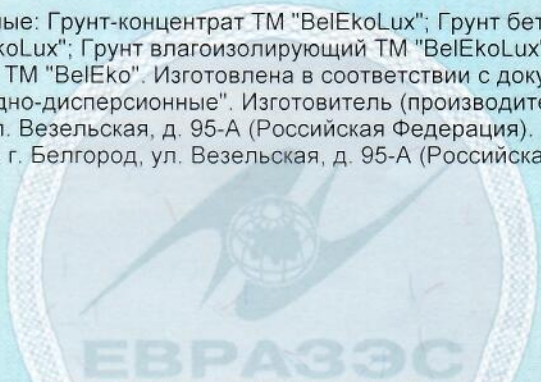 ные: Грунт-концентрат ТМ "BelEkoLux"; Грунт бет
koLux"; Грунт влагоизолирующий ТМ "BelEkoLux"
ТМ "BelEko". Изготовлена в соответствии с доку
дно-дисперсионные". Изготовитель (производите
л. Везельская, д. 95-А (Российская Федерация).
г. Белгород, ул. Везельская, д. 95-А (Российска
ЕВРАЗЭС